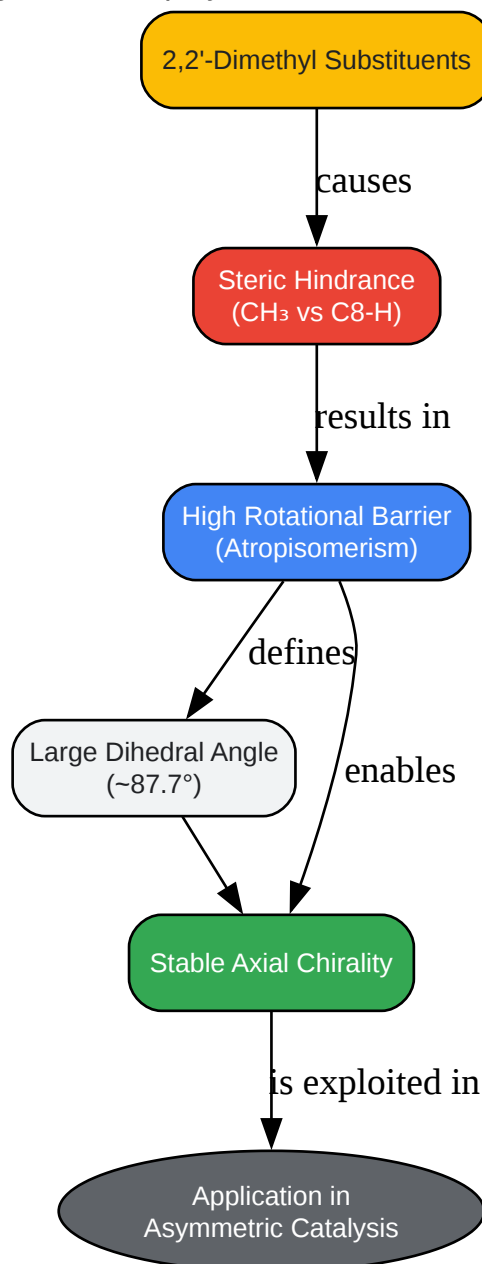 2,2'-Dimethyl Substituents
causes
Steric Hindrance
(CH₃ vs C8-H)
results in
High Rotational Barrier
(Atropisomerism)
defines
Large Dihedral Angle
(~87.7°)
enables
Stable Axial Chirality
is exploited in
Application in
Asymmetric Catalysis